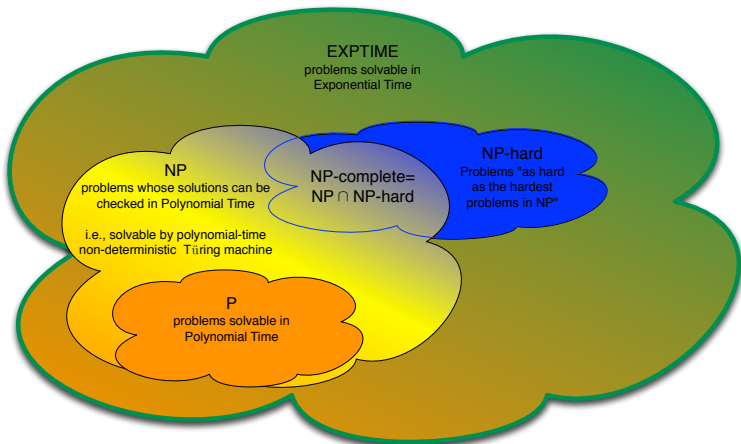 EXPTIME
problems solvable in
Exponential Time
NP-hard
Problems "as hard
as the hardest
problems in NP"
NP
problems whose solutions can be
checked in Polynomial Time
i.e., solvable by polynomial-time
non-deterministic Türing machine
NP-complete=
NP ∩ NP-hard
P
problems solvable in
Polynomial Time